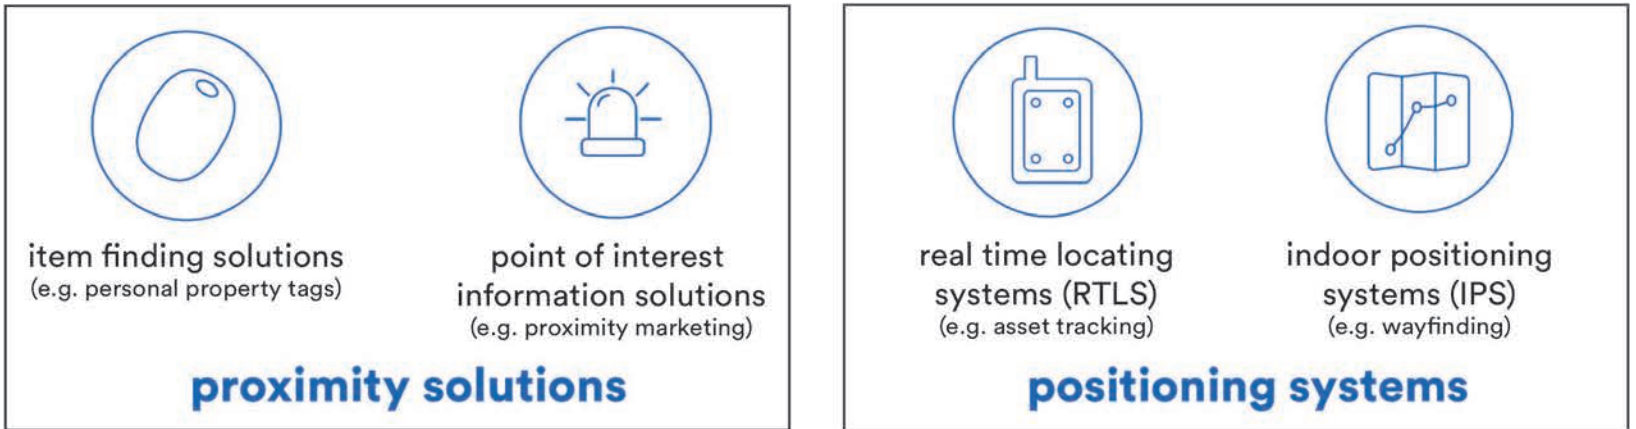 item finding solutions
(e.g. personal property tags)
point of interest
information solutions
(e.g. proximity marketing)
proximity solutions
real time locating
systems (RTLS)
(e.g. asset tracking)
indoor positioning
systems (IPS)
(e.g. wayfinding)
positioning systems